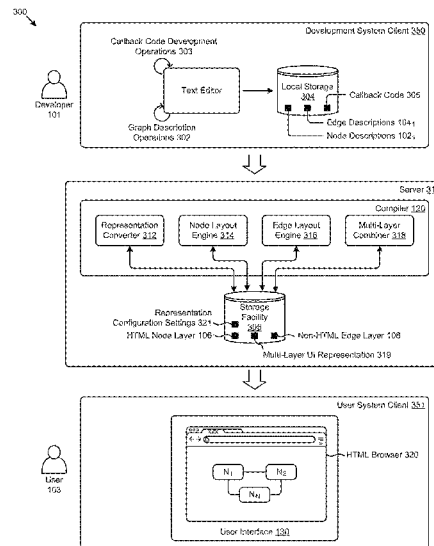 300
Development System Client 350
Callback Code Development
Operations 303
Text Editor
Local Storage
304
Callback Code 305
Edge Descriptions 104₁
Node Descriptions 102₁
Graph Description
Operations 302
Developer
101
Server 31
Compiler 120
Representation
Converter 312
Node Layout
Engine 314
Edge Layout
Engine 316
Multi-Layer
Combiner 318
Storage
Facility
306
Representation
Configuration Settings 321
HTML Node Layer 106
Non-HTML Edge Layer 108
Multi-Layer UI Representation 319
User System Client 351
HTML Browser 320
N₁
N₂
N_N
User
103
User Interface 130